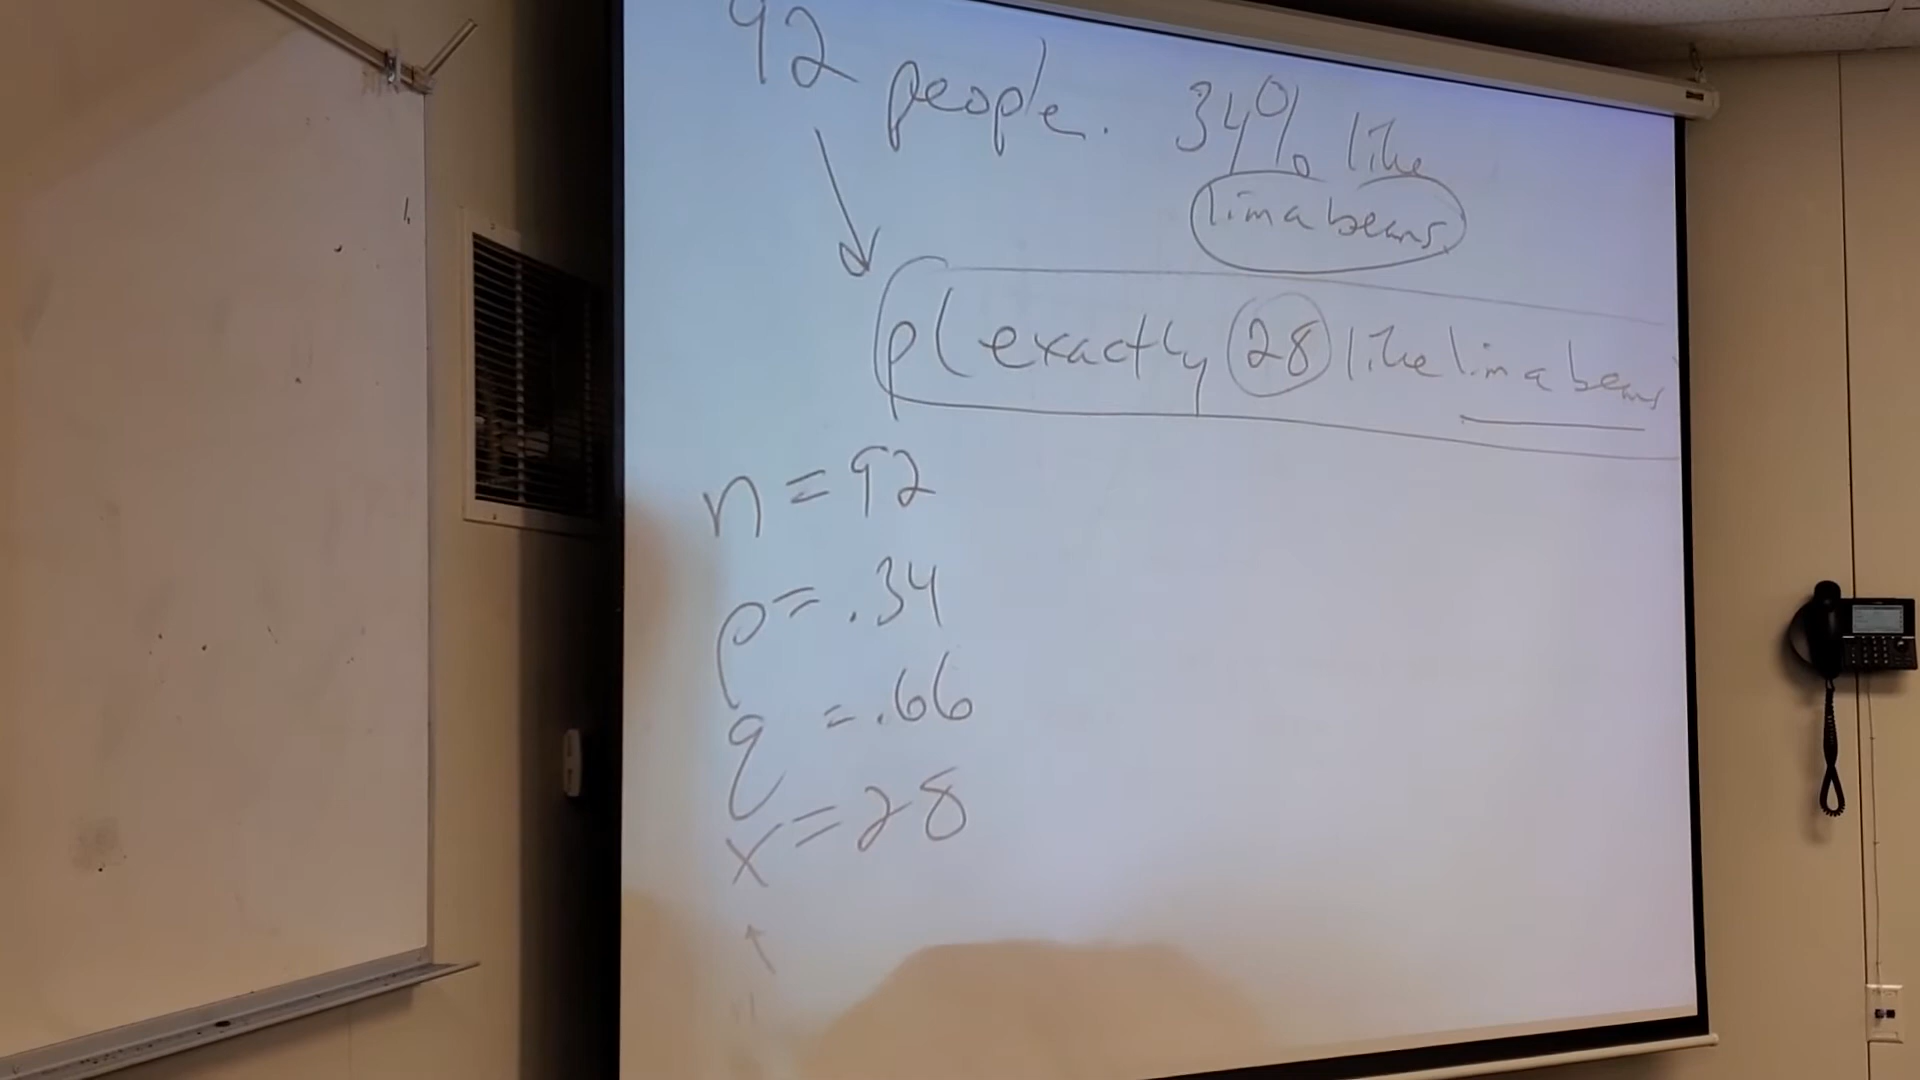 92 people. 34% like
lima beans.
p( exactly 28 like lima beans
n = 92
p = .34
q = .66
x = 28